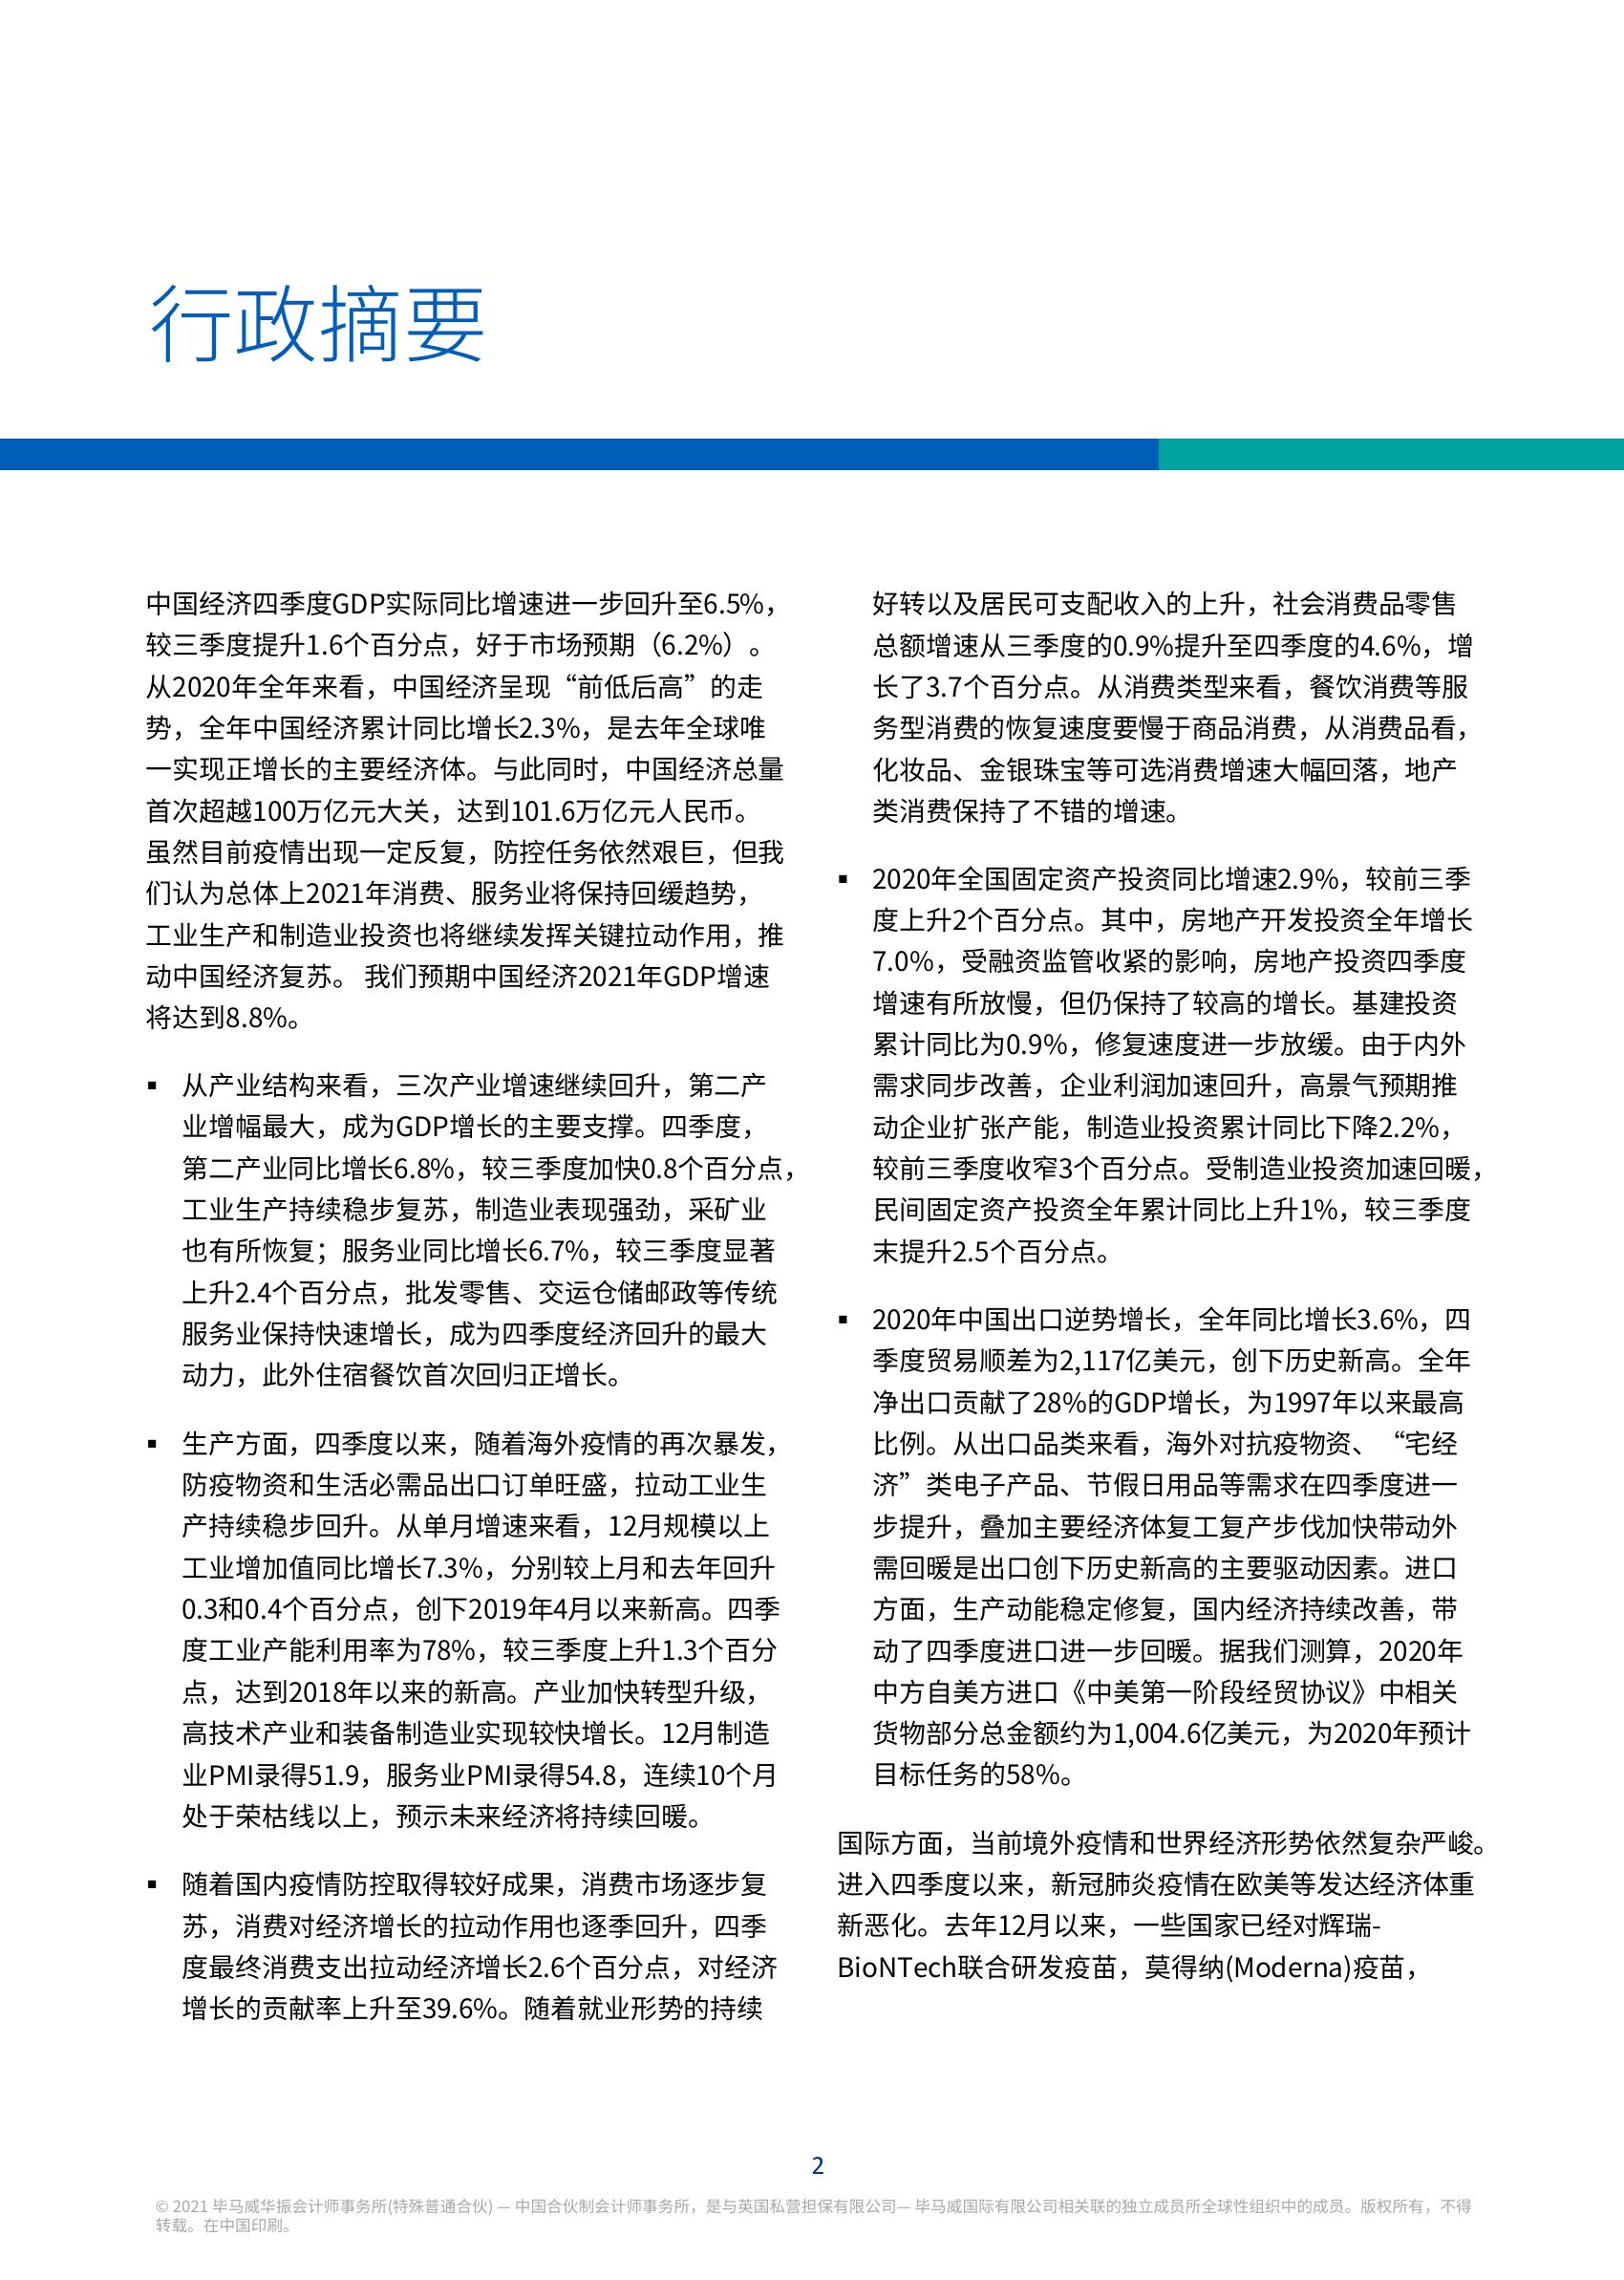 行政摘要
中国经济四季度GDP实际同比增速进一步回升至6.5%，
较三季度提升1.6个百分点，好于市场预期（6.2%）。
从2020年全年来看，中国经济呈现“前低后高”的走
势，全年中国经济累计同比增长2.3%，是去年全球唯
一实现正增长的主要经济体。与此同时，中国经济总量
首次超越100万亿元大关，达到101.6万亿元人民币。
虽然目前疫情出现一定反复，防控任务依然艰巨，但我
们认为总体上2021年消费、服务业将保持回缓趋势，
工业生产和制造业投资也将继续发挥关键拉动作用，推
动中国经济复苏。 我们预期中国经济2021年GDP增速
将达到8.8%。
▪ 从产业结构来看，三次产业增速继续回升，第二产
业增幅最大，成为GDP增长的主要支撑。四季度，
第二产业同比增长6.8%，较三季度加快0.8个百分点，
工业生产持续稳步复苏，制造业表现强劲，采矿业
也有所恢复；服务业同比增长6.7%，较三季度显著
上升2.4个百分点，批发零售、交运仓储邮政等传统
服务业保持快速增长，成为四季度经济回升的最大
动力，此外住宿餐饮首次回归正增长。
▪ 生产方面，四季度以来，随着海外疫情的再次暴发，
防疫物资和生活必需品出口订单旺盛，拉动工业生
产持续稳步回升。从单月增速来看，12月规模以上
工业增加值同比增长7.3%，分别较上月和去年回升
0.3和0.4个百分点，创下2019年4月以来新高。四季
度工业产能利用率为78%，较三季度上升1.3个百分
点，达到2018年以来的新高。产业加快转型升级，
高技术产业和装备制造业实现较快增长。12月制造
业PMI录得51.9，服务业PMI录得54.8，连续10个月
处于荣枯线以上，预示未来经济将持续回暖。
▪ 随着国内疫情防控取得较好成果，消费市场逐步复
苏，消费对经济增长的拉动作用也逐季回升，四季
度最终消费支出拉动经济增长2.6个百分点，对经济
增长的贡献率上升至39.6%。随着就业形势的持续
好转以及居民可支配收入的上升，社会消费品零售
总额增速从三季度的0.9%提升至四季度的4.6%，增
长了3.7个百分点。从消费类型来看，餐饮消费等服
务型消费的恢复速度要慢于商品消费，从消费品看，
化妆品、金银珠宝等可选消费增速大幅回落，地产
类消费保持了不错的增速。
▪ 2020年全国固定资产投资同比增速2.9%，较前三季
度上升2个百分点。其中，房地产开发投资全年增长
7.0%，受融资监管收紧的影响，房地产投资四季度
增速有所放慢，但仍保持了较高的增长。基建投资
累计同比为0.9%，修复速度进一步放缓。由于内外
需求同步改善，企业利润加速回升，高景气预期推
动企业扩张产能，制造业投资累计同比下降2.2%，
较前三季度收窄3个百分点。受制造业投资加速回暖，
民间固定资产投资全年累计同比上升1%，较三季度
末提升2.5个百分点。
▪ 2020年中国出口逆势增长，全年同比增长3.6%，四
季度贸易顺差为2,117亿美元，创下历史新高。全年
净出口贡献了28%的GDP增长，为1997年以来最高
比例。从出口品类来看，海外对抗疫物资、“宅经
济”类电子产品、节假日用品等需求在四季度进一
步提升，叠加主要经济体复工复产步伐加快带动外
需回暖是出口创下历史新高的主要驱动因素。进口
方面，生产动能稳定修复，国内经济持续改善，带
动了四季度进口进一步回暖。据我们测算，2020年
中方自美方进口《中美第一阶段经贸协议》中相关
货物部分总金额约为1,004.6亿美元，为2020年预计
目标任务的58%。
国际方面，当前境外疫情和世界经济形势依然复杂严峻。
进入四季度以来，新冠肺炎疫情在欧美等发达经济体重
新恶化。去年12月以来，一些国家已经对辉瑞-
BioNTech联合研发疫苗，莫得纳(Moderna)疫苗，
2
© 2021 毕马威华振会计师事务所(特殊普通合伙) — 中国合伙制会计师事务所，是与英国私营担保有限公司— 毕马威国际有限公司相关联的独立成员所全球性组织中的成员。版权所有，不得
转载。在中国印刷。